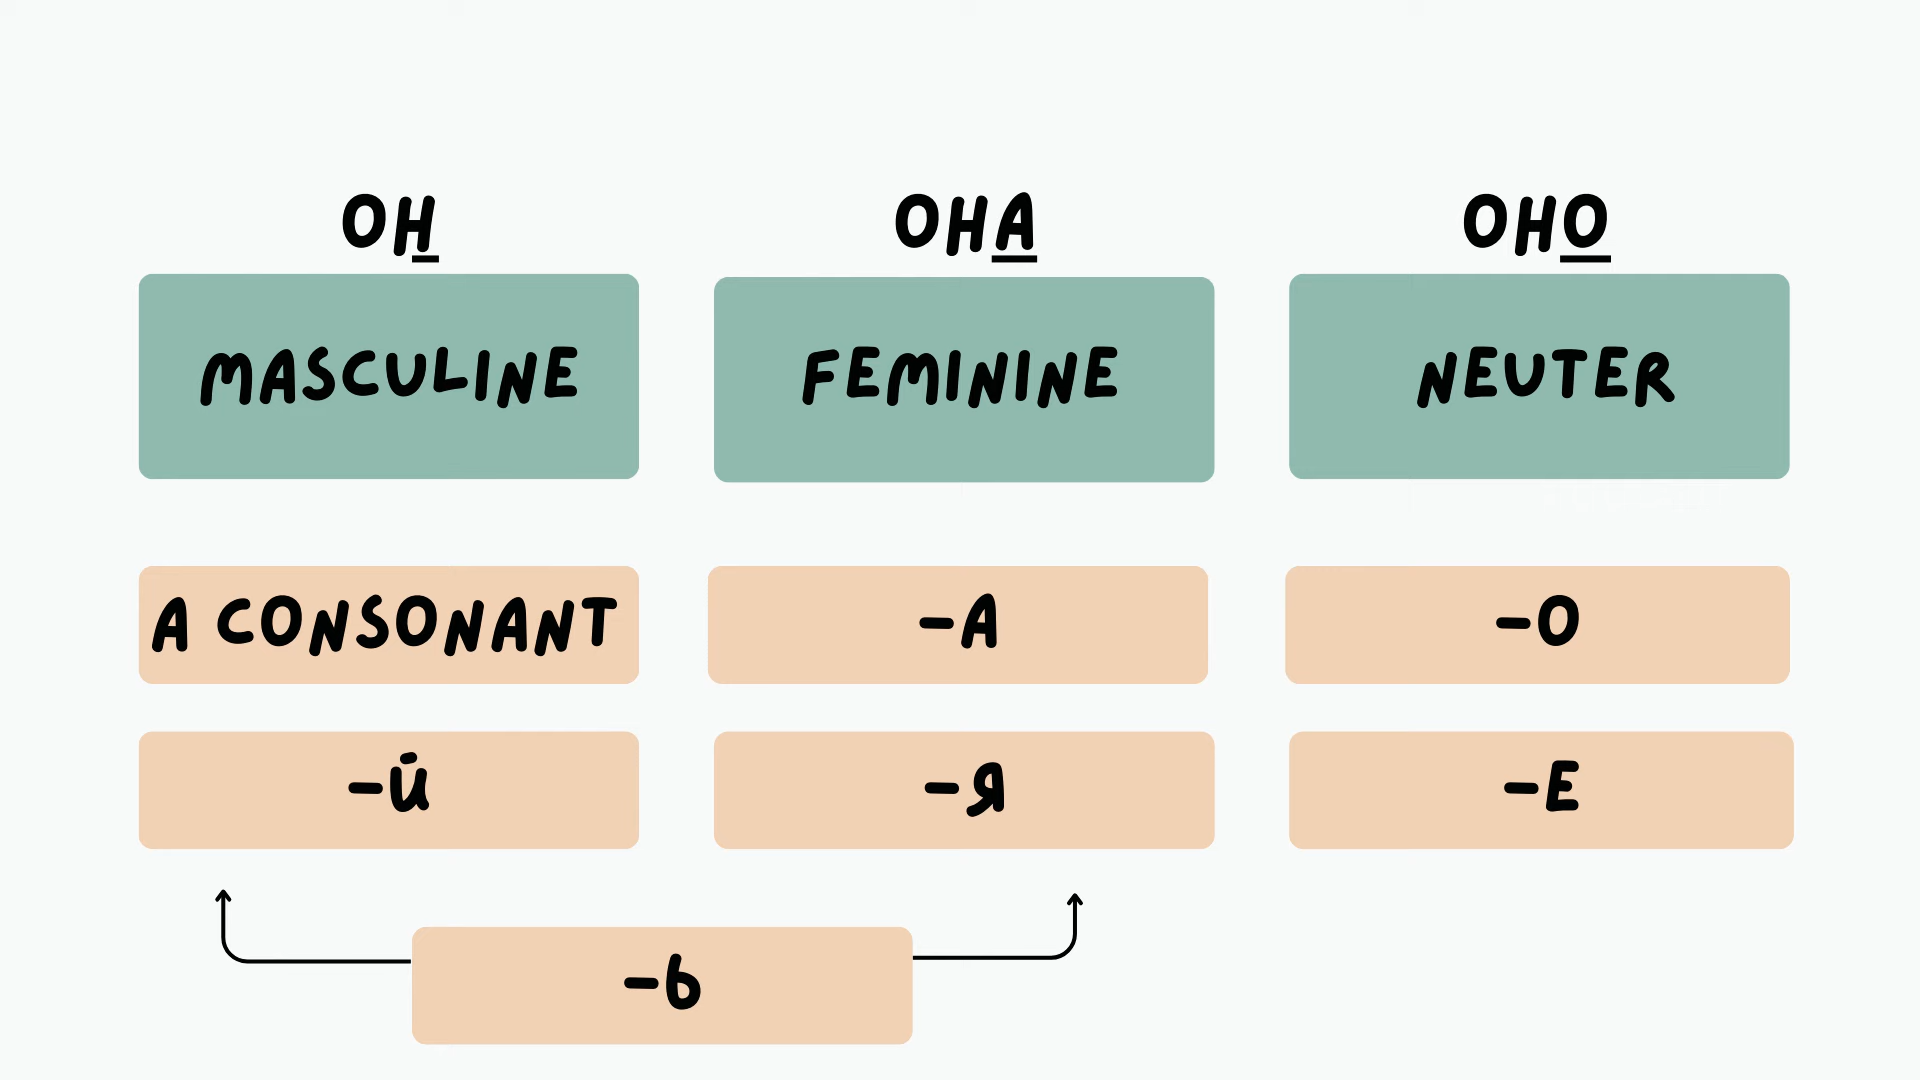 ОН
ОНА
ОНО
MASCULINE
FEMININE
NEUTER
A CONSONANT
-А
-О
-Й
-Я
-Е
-Ь